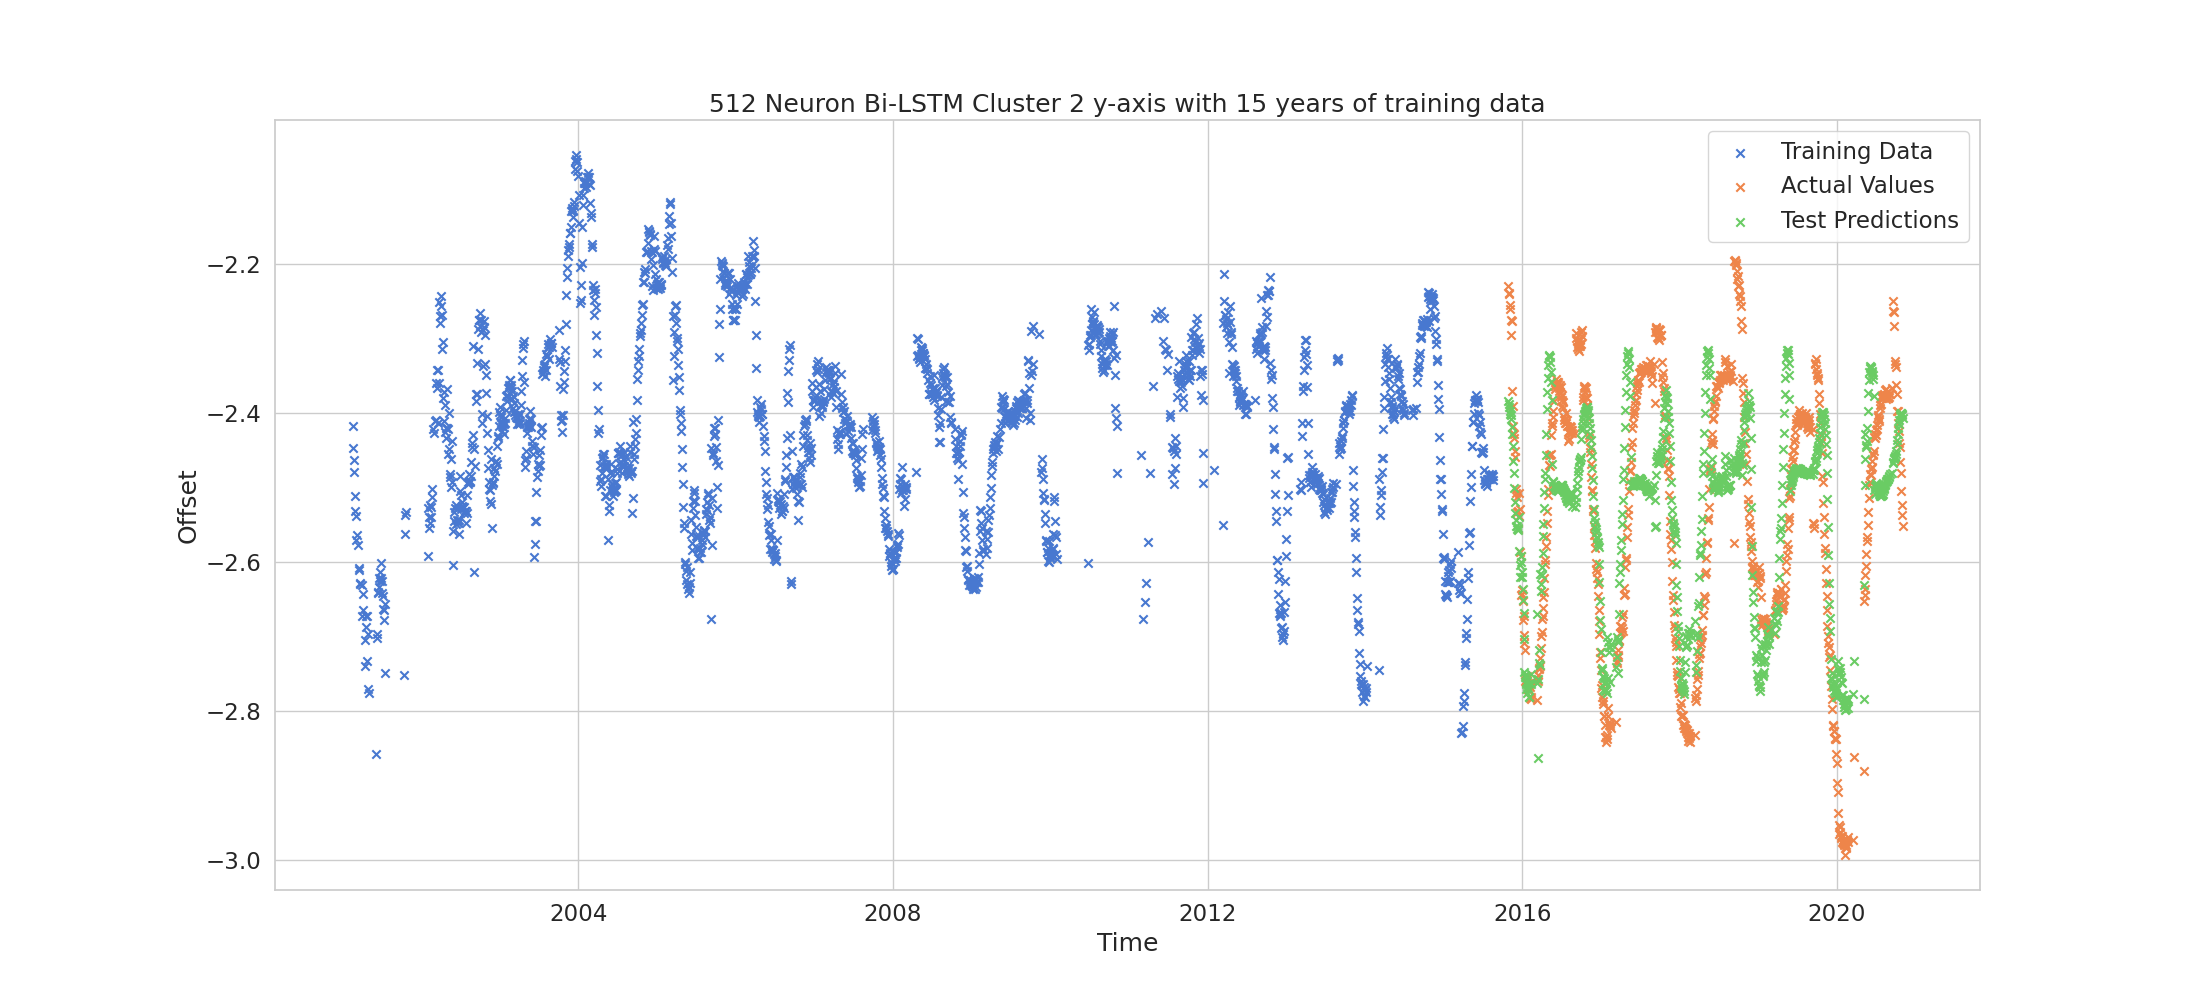 512 Neuron Bi-LSTM Cluster 2 y-axis with 15 years of training data
Training Data
Actual Values
Test Predictions
−2.2
−2.4
−2.6
−2.8
−3.0
Offset
2004
2008
2012
2016
2020
Time